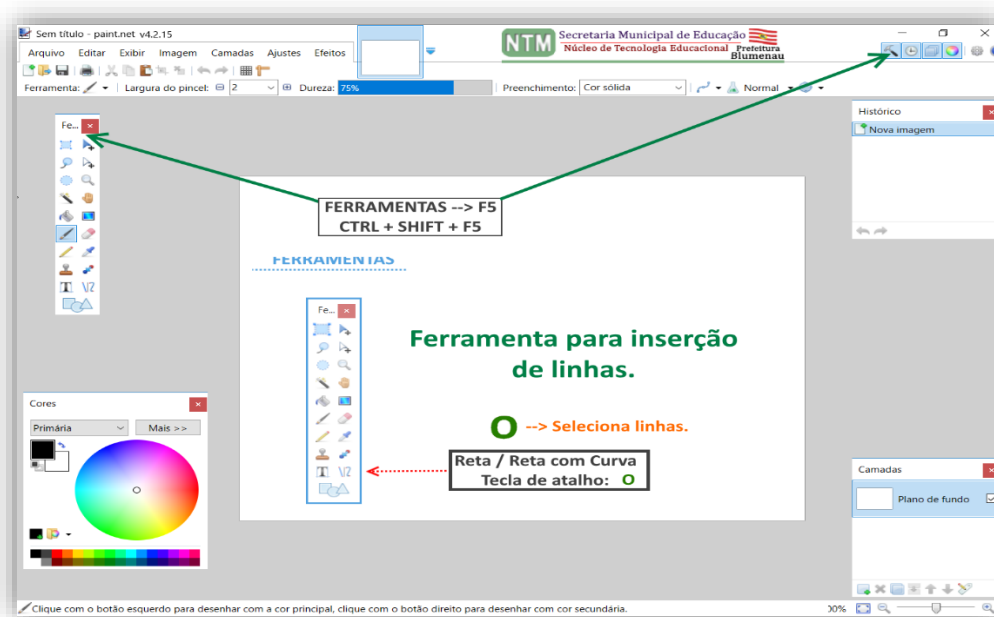 Sem título - paint.net v4.2.15
NTM
Secretaria Municipal de Educação
Núcleo de Tecnologia Educacional
Prefeitura
Blumenau
Arquivo Editar Exibir Imagem Camadas Ajustes Efeitos
Ferramenta: Largura do pincel: 2 Dureza: 75% Preenchimento: Cor sólida Normal
Fe...
Histórico
Nova imagem
FERRAMENTAS --> F5
CTRL + SHIFT + F5
FERRAMENTAS
Fe...
Ferramenta para inserção
de linhas.
O --> Seleciona linhas.
Reta / Reta com Curva
Tecla de atalho: O
Cores
Primária Mais >>
Camadas
Plano de fundo
Clique com o botão esquerdo para desenhar com a cor principal, clique com o botão direito para desenhar com cor secundária.